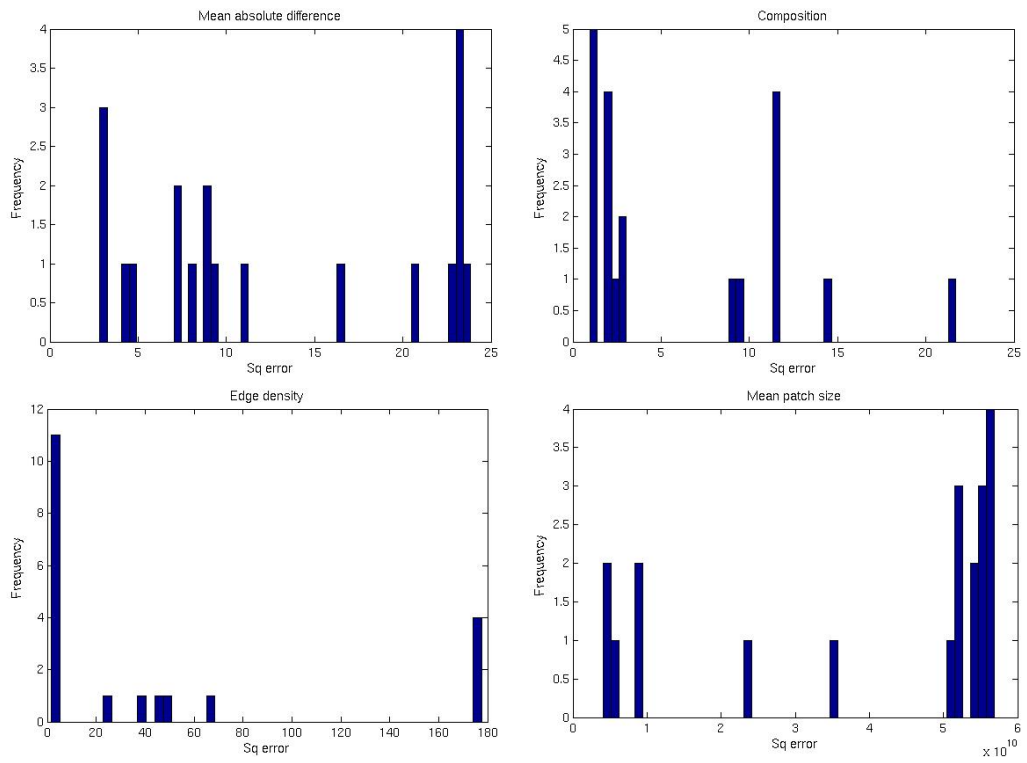 Mean absolute difference
4
3.5
3
2.5
2
1.5
1
0.5
0
Frequency
0 5 10 15 20 25
Sq error
Composition
5
4.5
4
3.5
3
2.5
2
1.5
1
0.5
0
Frequency
0 5 10 15 20 25
Sq error
Edge density
12
10
8
6
4
2
0
Frequency
0 20 40 60 80 100 120 140 160 180
Sq error
Mean patch size
4
3.5
3
2.5
2
1.5
1
0.5
0
Frequency
0 1 2 3 4 5 6
Sq error
x 10^10